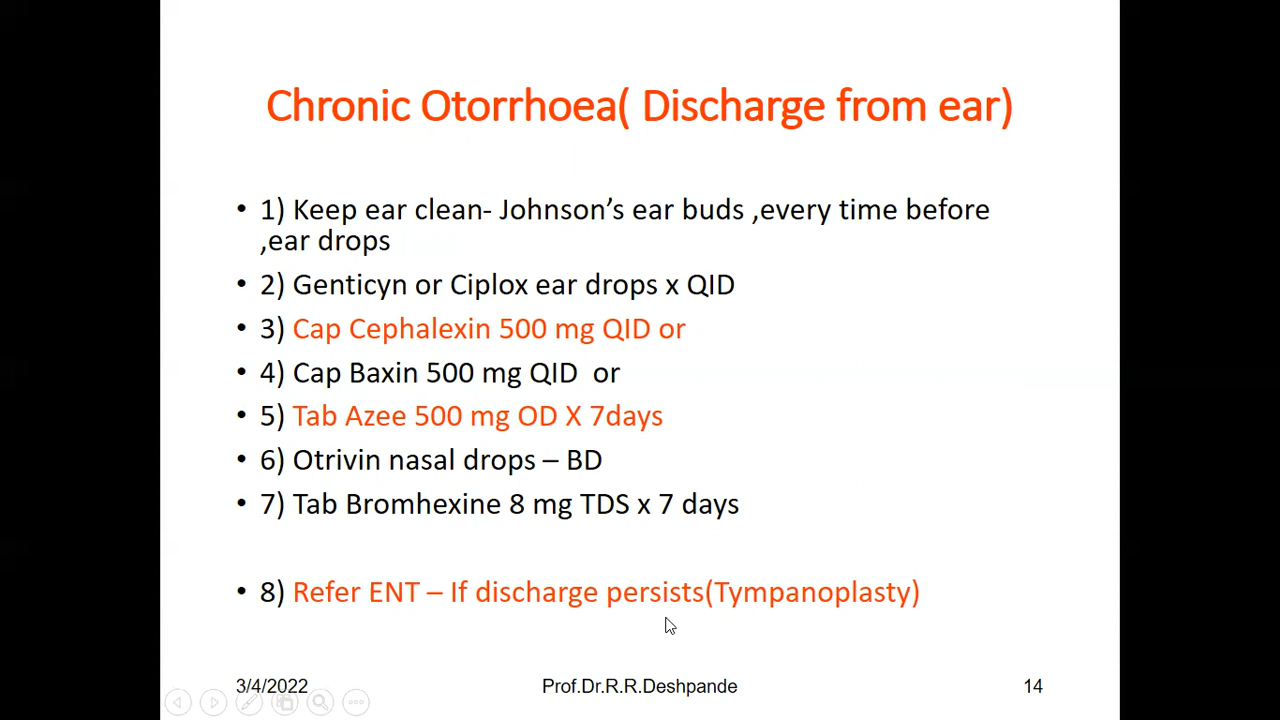 Chronic Otorrhoea( Discharge from ear)
• 1) Keep ear clean- Johnson’s ear buds ,every time before
,ear drops
• 2) Genticyn or Ciplox ear drops x QID
• 3) Cap Cephalexin 500 mg QID or
• 4) Cap Baxin 500 mg QID  or
• 5) Tab Azee 500 mg OD X 7days
• 6) Otrivin nasal drops – BD
• 7) Tab Bromhexine 8 mg TDS x 7 days
• 8) Refer ENT – If discharge persists(Tympanoplasty)
3/4/2022 Prof.Dr.R.R.Deshpande 14